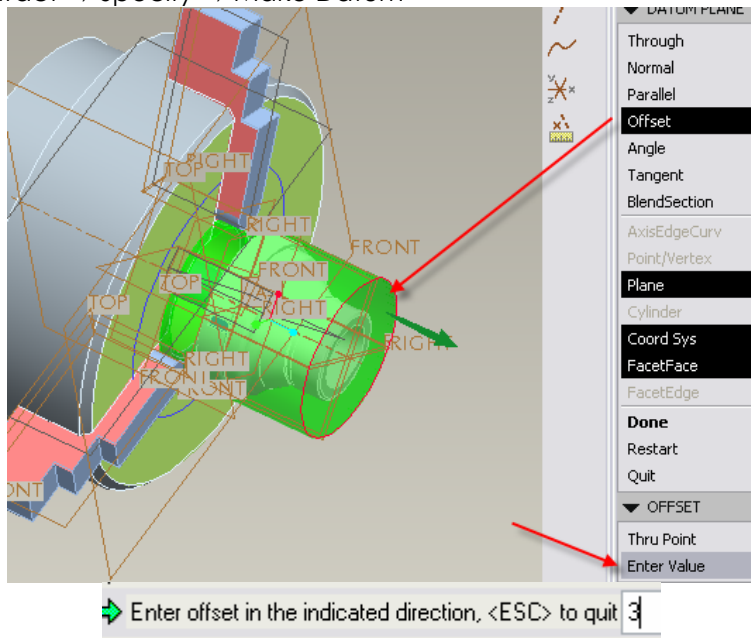 DATUM PLANE
Through
Normal
Parallel
Offset
Angle
Tangent
BlendSection
AxisEdgeCurv
Point/Vertex
Plane
Cylinder
Coord Sys
FacetFace
FacetEdge
Done
Restart
Quit
OFFSET
Thru Point
Enter Value
TOP
RIGHT
RIGHT
FRONT
FRONT
TOP
TOP
RIGHT
RIGHT
RIGHT
FRONT
Enter offset in the indicated direction, <ESC> to quit 3